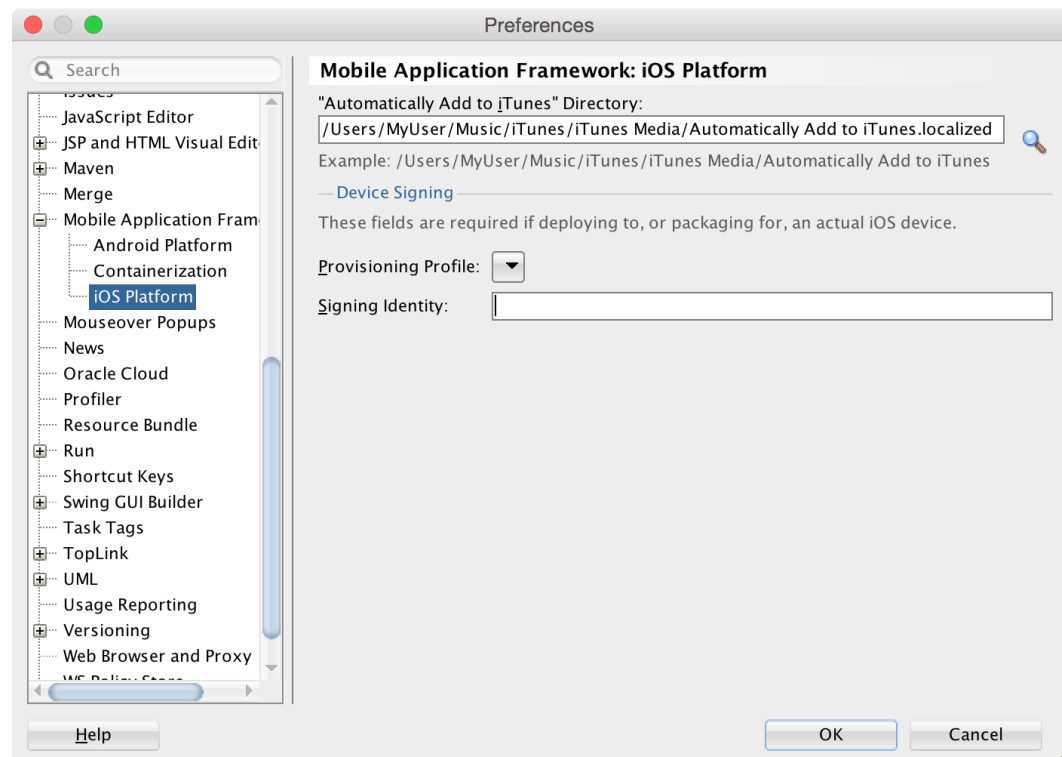 Preferences
Search
JavaScript Editor
JSP and HTML Visual Edit
Maven
Merge
Mobile Application Fram
Android Platform
Containerization
iOS Platform
Mouseover Popups
News
Oracle Cloud
Profiler
Resource Bundle
Run
Shortcut Keys
Swing GUI Builder
Task Tags
TopLink
UML
Usage Reporting
Versioning
Web Browser and Proxy
Mobile Application Framework: iOS Platform
"Automatically Add to iTunes" Directory:
/Users/MyUser/Music/iTunes/iTunes Media/Automatically Add to iTunes.localized
Example: /Users/MyUser/Music/iTunes/iTunes Media/Automatically Add to iTunes
Device Signing
These fields are required if deploying to, or packaging for, an actual iOS device.
Provisioning Profile:
Signing Identity:
Help
OK
Cancel